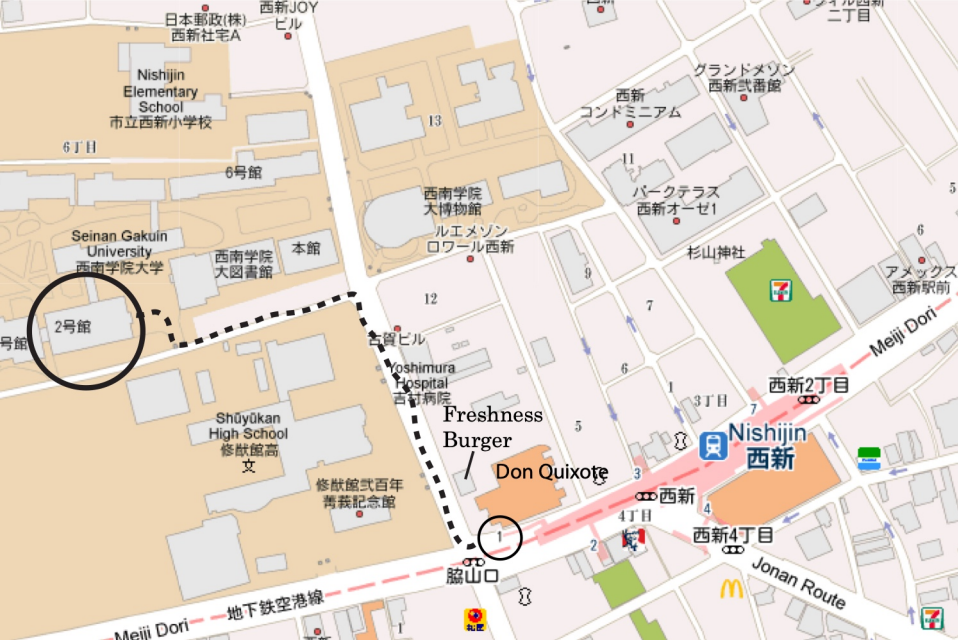 日本郵政(株)
西新社宅A
西新JOY
ビル
二丁目
Nishijin
Elementary
School
市立西新小学校
グランドメゾン
西新弐番館
西新
コンドミニアム
13
11
6丁目
6号館
西南学院
大博物館
パークテラス
西新オーゼ1
5
Seinan Gakuin
University
西南学院大学
西南学院
大図書館
本館
ルエメゾン
ロワール西新
杉山神社
6
アメックス
西新駅前
9
12
7
2号館
号館
古賀ビル
Meiji Dori
Yoshimura
Hospital
吉村病院
6
1
3丁目
西新2丁目
7
Freshness
Burger
Shūyūkan
High School
修猷館高
文
5
Nishijin
西新
Don Quixote
3
修猷館弐百年
菁莪記念館
西新
4
4丁目
1
2
西新4丁目
脇山口
Jonan Route
地下鉄空港線
Meiji Dori
西新
1